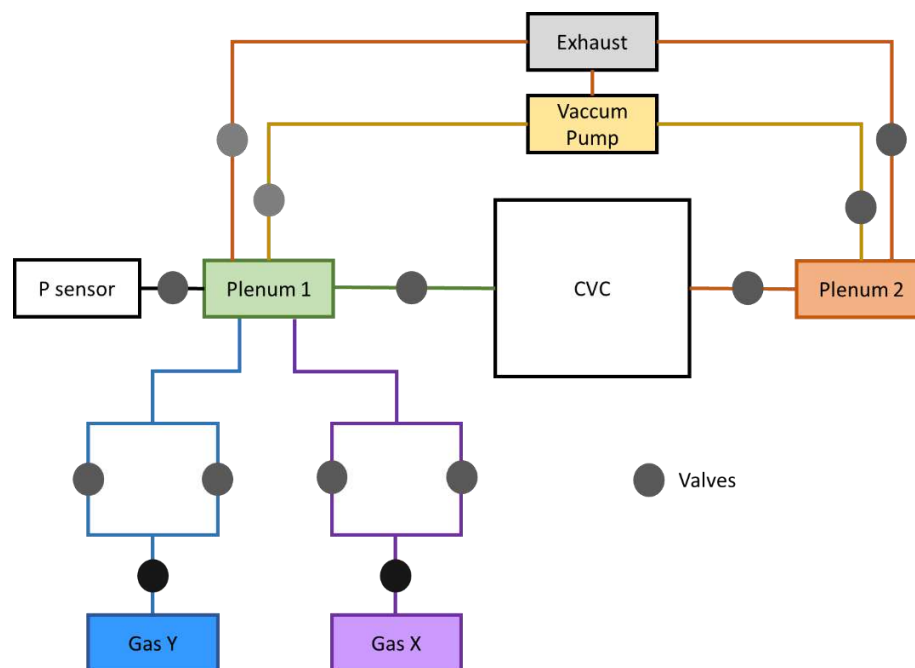 Exhaust
Vaccum
Pump
P sensor
Plenum 1
CVC
Plenum 2
Valves
Gas Y
Gas X